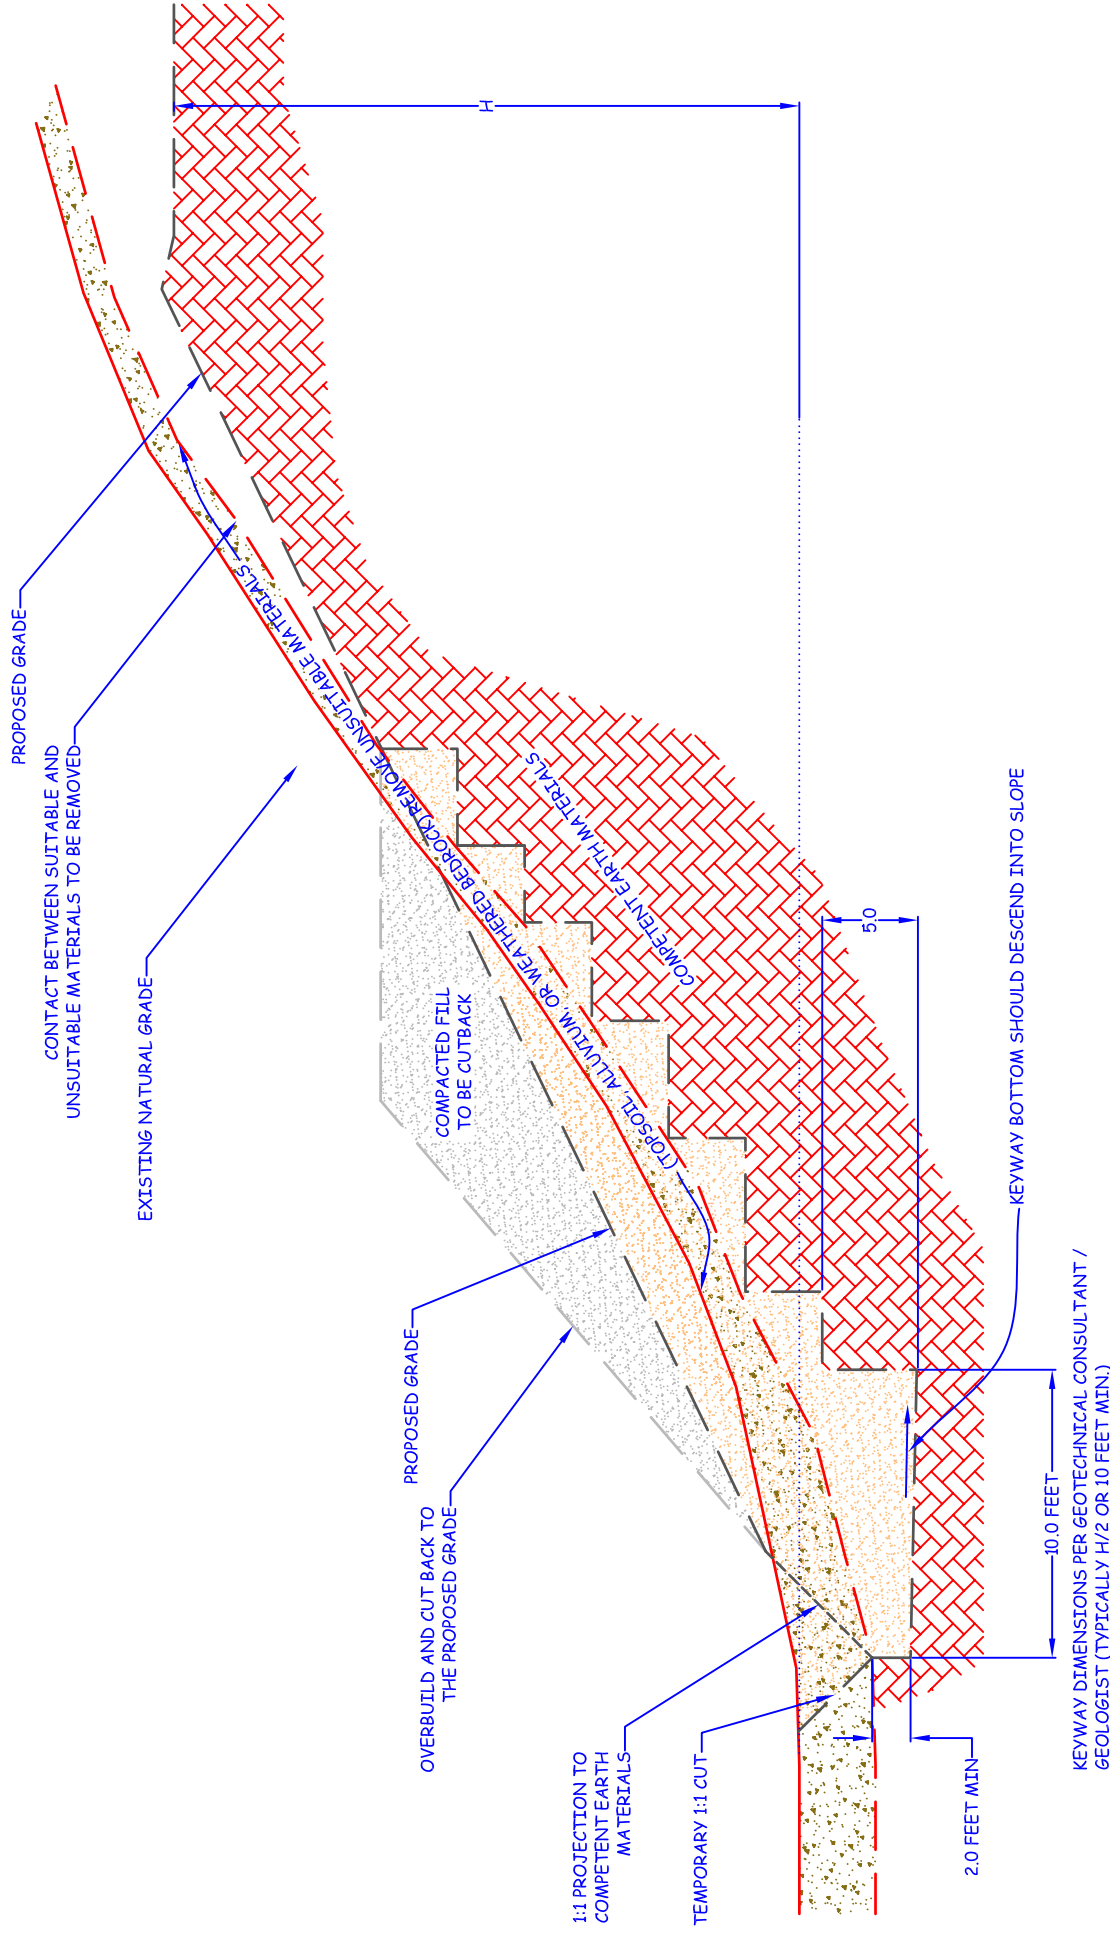 PROPOSED GRADE
CONTACT BETWEEN SUITABLE AND
UNSUITABLE MATERIALS TO BE REMOVED
EXISTING NATURAL GRADE
H
(TOPSOIL, ALLUVIUM, OR WEATHERED BEDROCK) REMOVE UNSUITTABLE MATERIALS
COMPETENT EARTH MATERIALS
COMPACTED FILL
TO BE CUTBACK
PROPOSED GRADE
OVERBUILD AND CUT BACK TO
THE PROPOSED GRADE
5.0
KEYWAY BOTTOM SHOULD DESCEND INTO SLOPE
1:1 PROJECTION TO
COMPETENT EARTH
MATERIALS
TEMPORARY 1:1 CUT
2.0 FEET MIN
10.0 FEET
KEYWAY DIMENSIONS PER GEOTECHNICAL CONSULTANT /
GEOLOGIST (TYPICALLY H/2 OR 10 FEET MIN.)